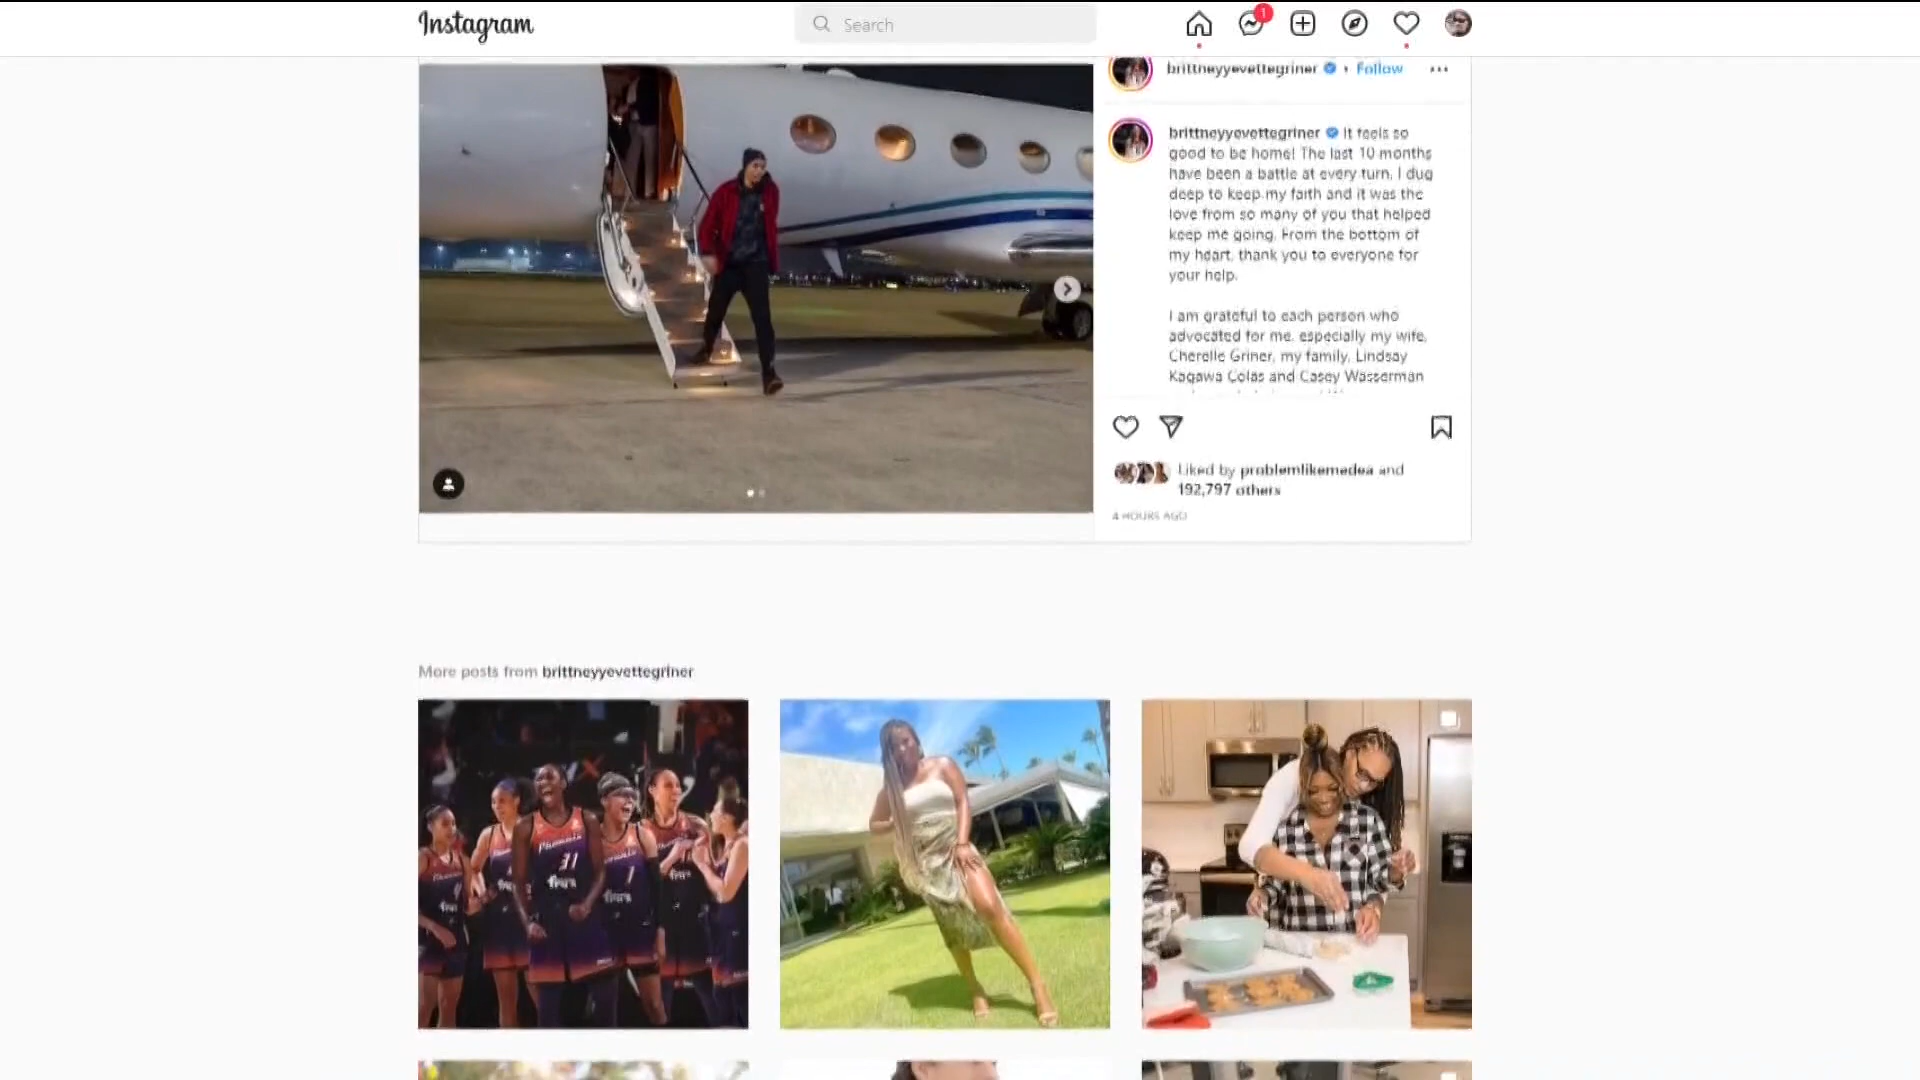 Instagram
Search
1
brittneyyevettegriner • Follow
brittneyyevettegriner It feels so
good to be home! The last 10 months
have been a battle at every turn. I dug
deep to keep my faith and it was the
love from so many of you that helped
keep me going. From the bottom of
my heart, thank you to everyone for
your help.
I am grateful to each person who
advocated for me, especially my wife,
Cherelle Griner, my family, Lindsay
Kagawa Colas and Casey Wasserman
Liked by problemlikemedea and
192,797 others
4 HOURS AGO
More posts from brittneyyevettegriner
Phoenix
31
1